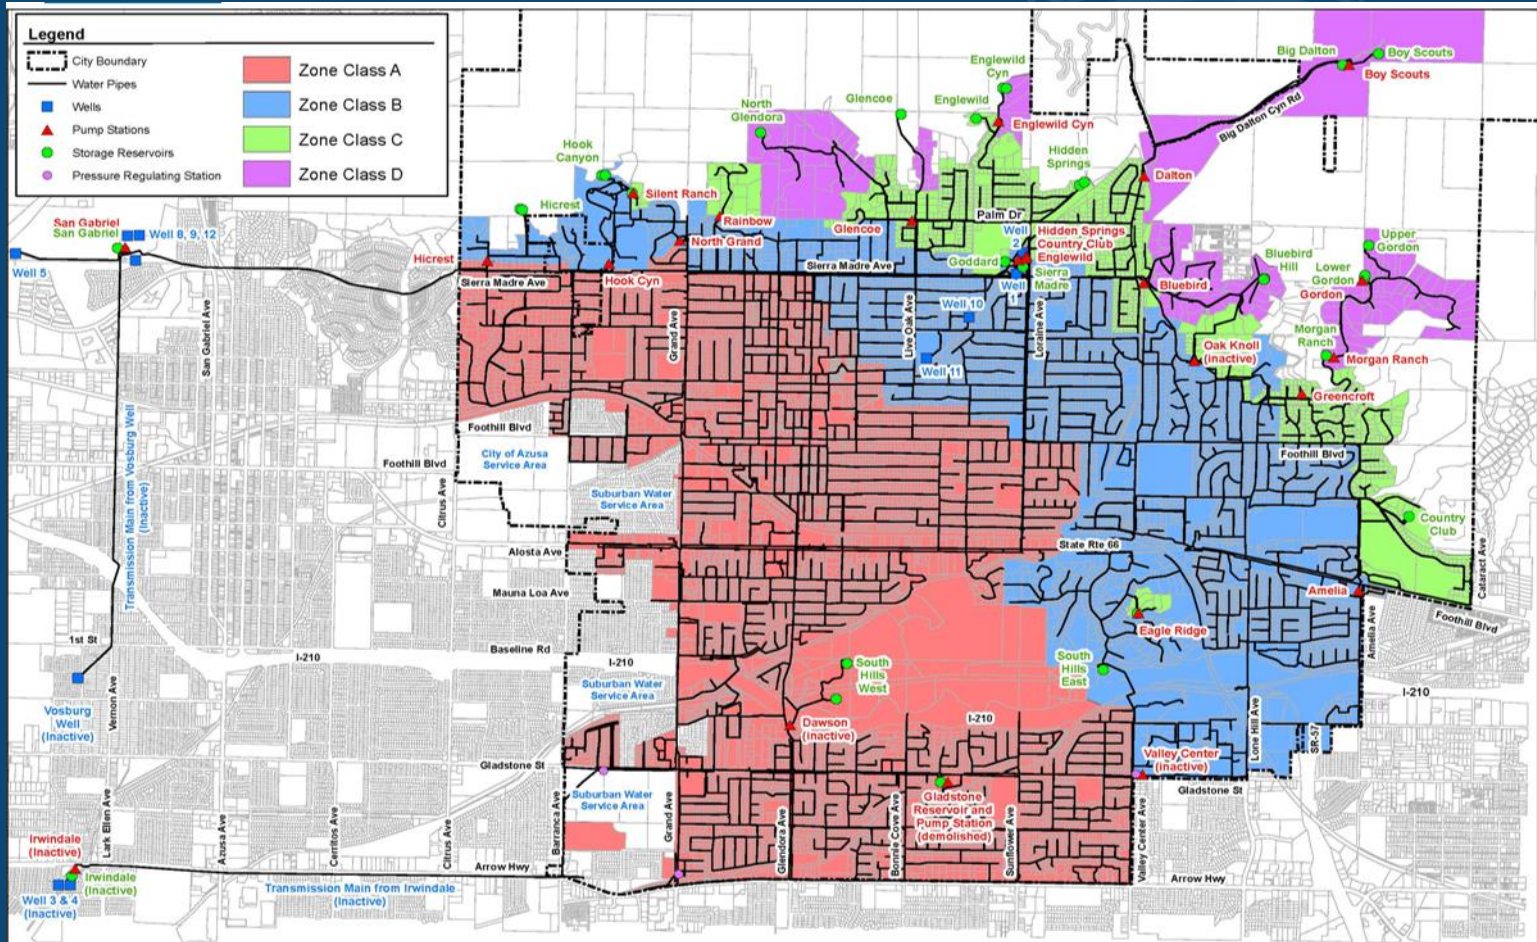 Legend
City Boundary
Water Pipes
Wells
Pump Stations
Storage Reservoirs
Pressure Regulating Station
Zone Class A
Zone Class B
Zone Class C
Zone Class D
Big Dalton
Boy Scouts
Boy Scouts
Big Dalton Cyn Rd
Englewild
Cyn
Glencoe
Englewild
Englewild Cyn
North
Glendora
Hook
Canyon
Hidden
Springs
Dalton
Silent Ranch
Hicrest
Rainbow
Palm Dr
Glencoe
North Grand
San Gabriel
San Gabriel
Well 8, 9, 12
Well 5
Hicrest
Well
2
Hidden Springs
Country Club
Englewild
Goddard
Sierra
Madre
Well
1
Sierra Madre Ave
Sierra Madre Ave
Hook Cyn
Bluebird
Bluebird
Hill
Upper
Gordon
Lower
Gordon
Gordon
San Gabriel Ave
Grand Ave
Live Oak Ave
Well 10
Loraine Ave
Well 11
Oak Knoll
(inactive)
Morgan
Ranch
Morgan Ranch
Greencroft
Foothill Blvd
Foothill Blvd
Foothill Blvd
City of Azusa
Service Area
Suburban Water
Service Area
Transmission Main from Vosburg Well
(Inactive)
Citrus Ave
Country
Club
Cataract Ave
Alosta Ave
State Rte 66
Mauna Loa Ave
Amelia
Foothill Blvd
Amelia Ave
Eagle Ridge
1st St
I-210
Baseline Rd
I-210
Suburban Water
Service Area
South
Hills
West
South
Hills
East
I-210
Vosburg
Well
(Inactive)
Vernon Ave
Dawson
(inactive)
I-210
Lone Hill Ave
SR-57
Valley Center
(inactive)
Gladstone St
Gladstone St
Suburban Water
Service Area
Gladstone
Reservoir and
Pump Station
(demolished)
Lark Ellen Ave
Azusa Ave
Cerritos Ave
Citrus Ave
Barranca Ave
Grand Ave
Glendora Ave
Bonnie Cove Ave
Sunflower Ave
Valley Center Ave
Irwindale
(Inactive)
Irwindale
(Inactive)
Well 3 & 4
(Inactive)
Arrow Hwy
Arrow Hwy
Transmission Main from Irwindale
(Inactive)